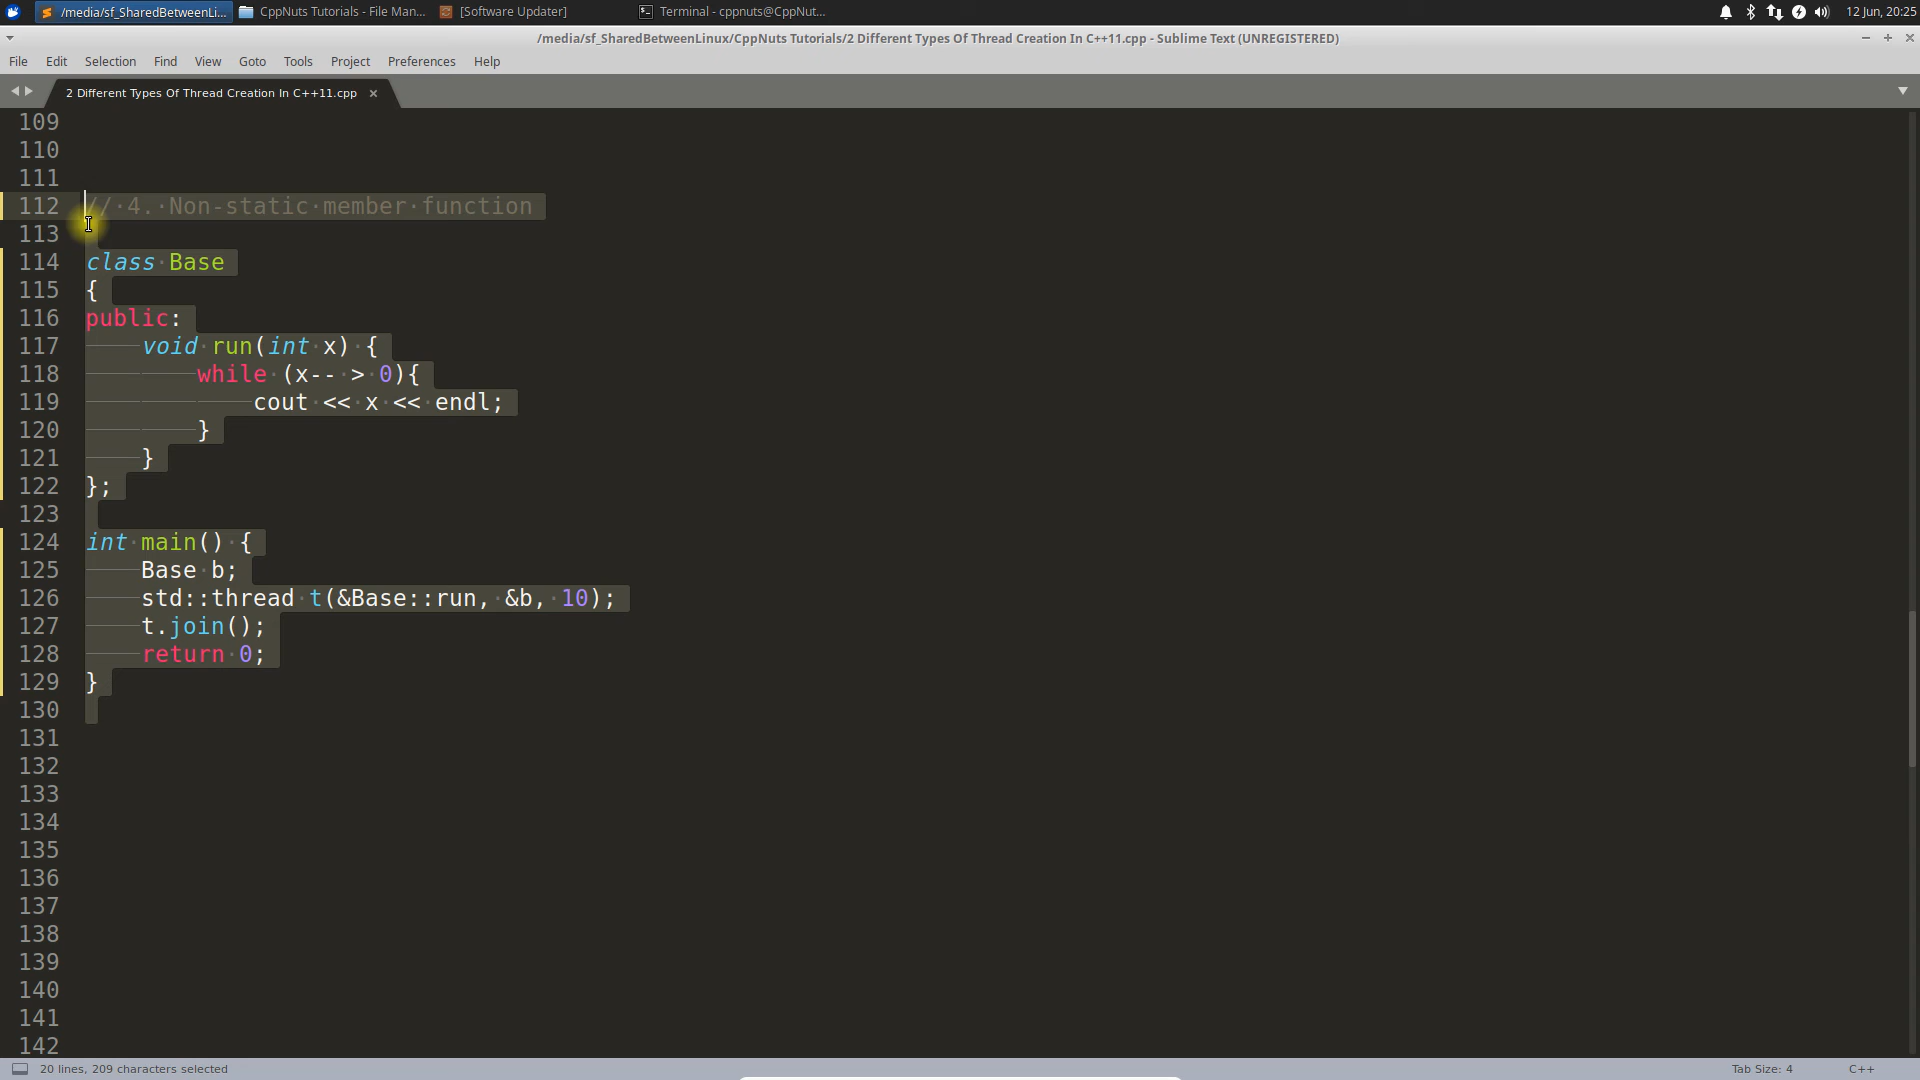 /media/sf_SharedBetweenLi... CppNuts Tutorials - File Man... [Software Updater] Terminal - cppnuts@CppNut... 12 Jun, 20:25
/media/sf_SharedBetweenLinux/CppNuts Tutorials/2 Different Types Of Thread Creation In C++11.cpp - Sublime Text (UNREGISTERED)
File Edit Selection Find View Goto Tools Project Preferences Help
2 Different Types Of Thread Creation In C++11.cpp
109
110
111
112 // 4. Non-static member function
113
114 class Base
115 {
116 public:
117 void run(int x) {
118 while (x-- > 0){
119 cout << x << endl;
120 }
121 }
122 };
123
124 int main() {
125 Base b;
126 std::thread t(&Base::run, &b, 10);
127 t.join();
128 return 0;
129 }
130
131
132
133
134
135
136
137
138
139
140
141
142
20 lines, 209 characters selected Tab Size: 4 C++